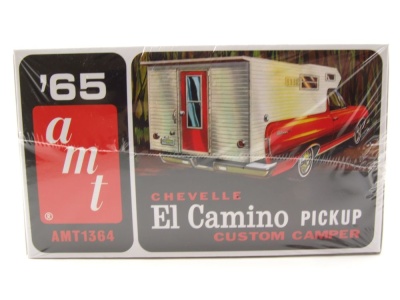 '65
amt
®
AMT1364
CHEVELLE
El Camino PICKUP
CUSTOM CAMPER